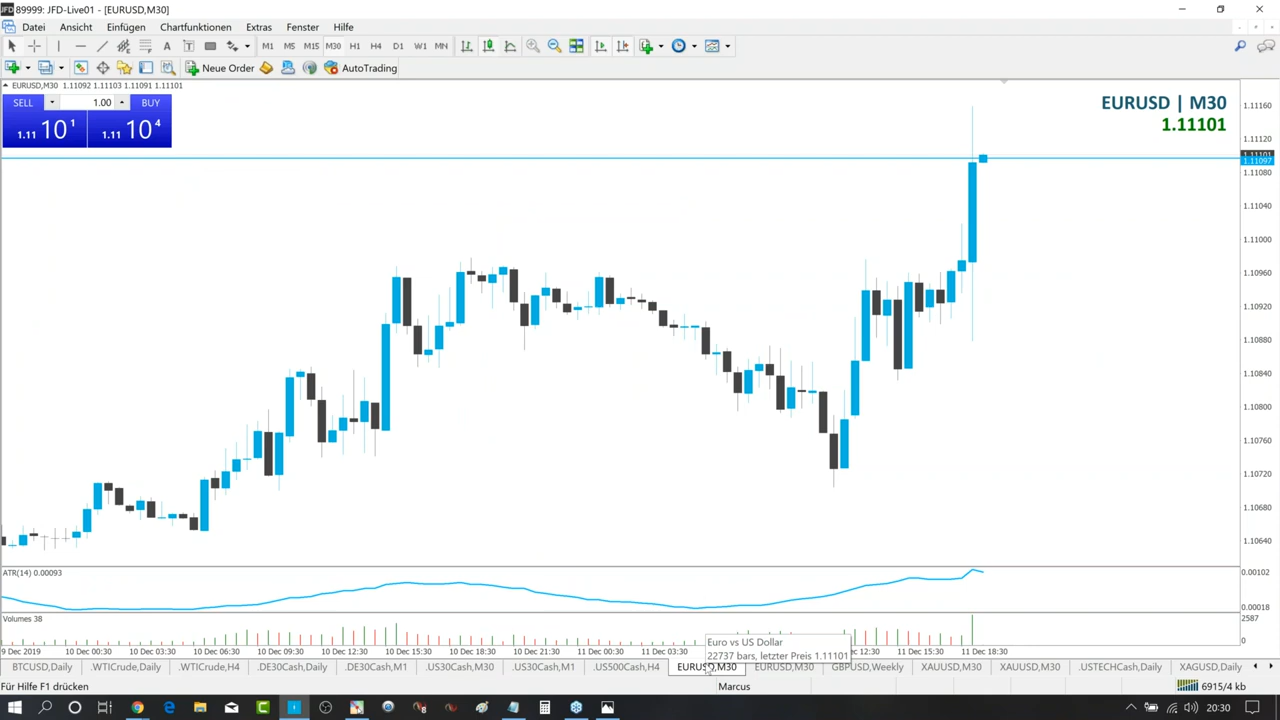 89999: JFD-Live01 - [EURUSD,M30]
Datei Ansicht Einfügen Chartfunktionen Extras Fenster Hilfe
M1 M5 M15 M30 H1 H4 D1 W1 MN
New Order AutoTrading
EURUSD,M30 1.11092 1.11103 1.11091 1.11101
SELL 1.00 BUY
1.11 10 1 1.11 10 4
EURUSD | M30
1.11101
1.11160
1.11120
1.11101
1.11097
1.11080
1.11040
1.11000
1.10960
1.10920
1.10880
1.10840
1.10800
1.10760
1.10720
1.10680
1.10640
ATR(14) 0.00093
0.00102
0.00018
Volumes 38
2587
0
Euro vs US Dollar
22737 bars, letzter Preis 1.11101
9 Dec 2019 10 Dec 00:30 10 Dec 03:30 10 Dec 06:30 10 Dec 09:30 10 Dec 12:30 10 Dec 15:30 10 Dec 18:30 10 Dec 21:30 11 Dec 00:30 11 Dec 03:30 12:30 11 Dec 15:30 11 Dec 18:30
BTCUSD,Daily .WTICrude,Daily .WTICrude,H4 .DE30Cash,Daily .DE30Cash,M1 .US30Cash,M30 .US30Cash,M1 .US500Cash,H4 EURUSD,M30 EURUSD,M30 GBPUSD,Weekly XAUUSD,M30 XAUUSD,M30 .USTECHCash,Daily XAGUSD,Daily
Für Hilfe F1 drücken Marcus 6915/4 kb
20:30